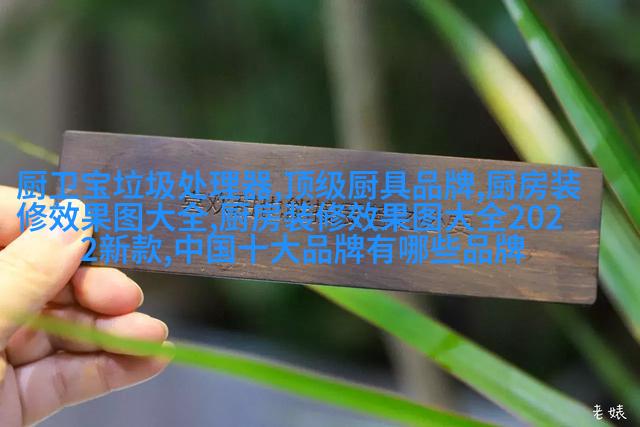 厨卫宝垃圾处理器,顶级厨具品牌,厨房装
修效果图大全,厨房装修效果图大全202
2新款,中国十大品牌有哪些品牌
老婊